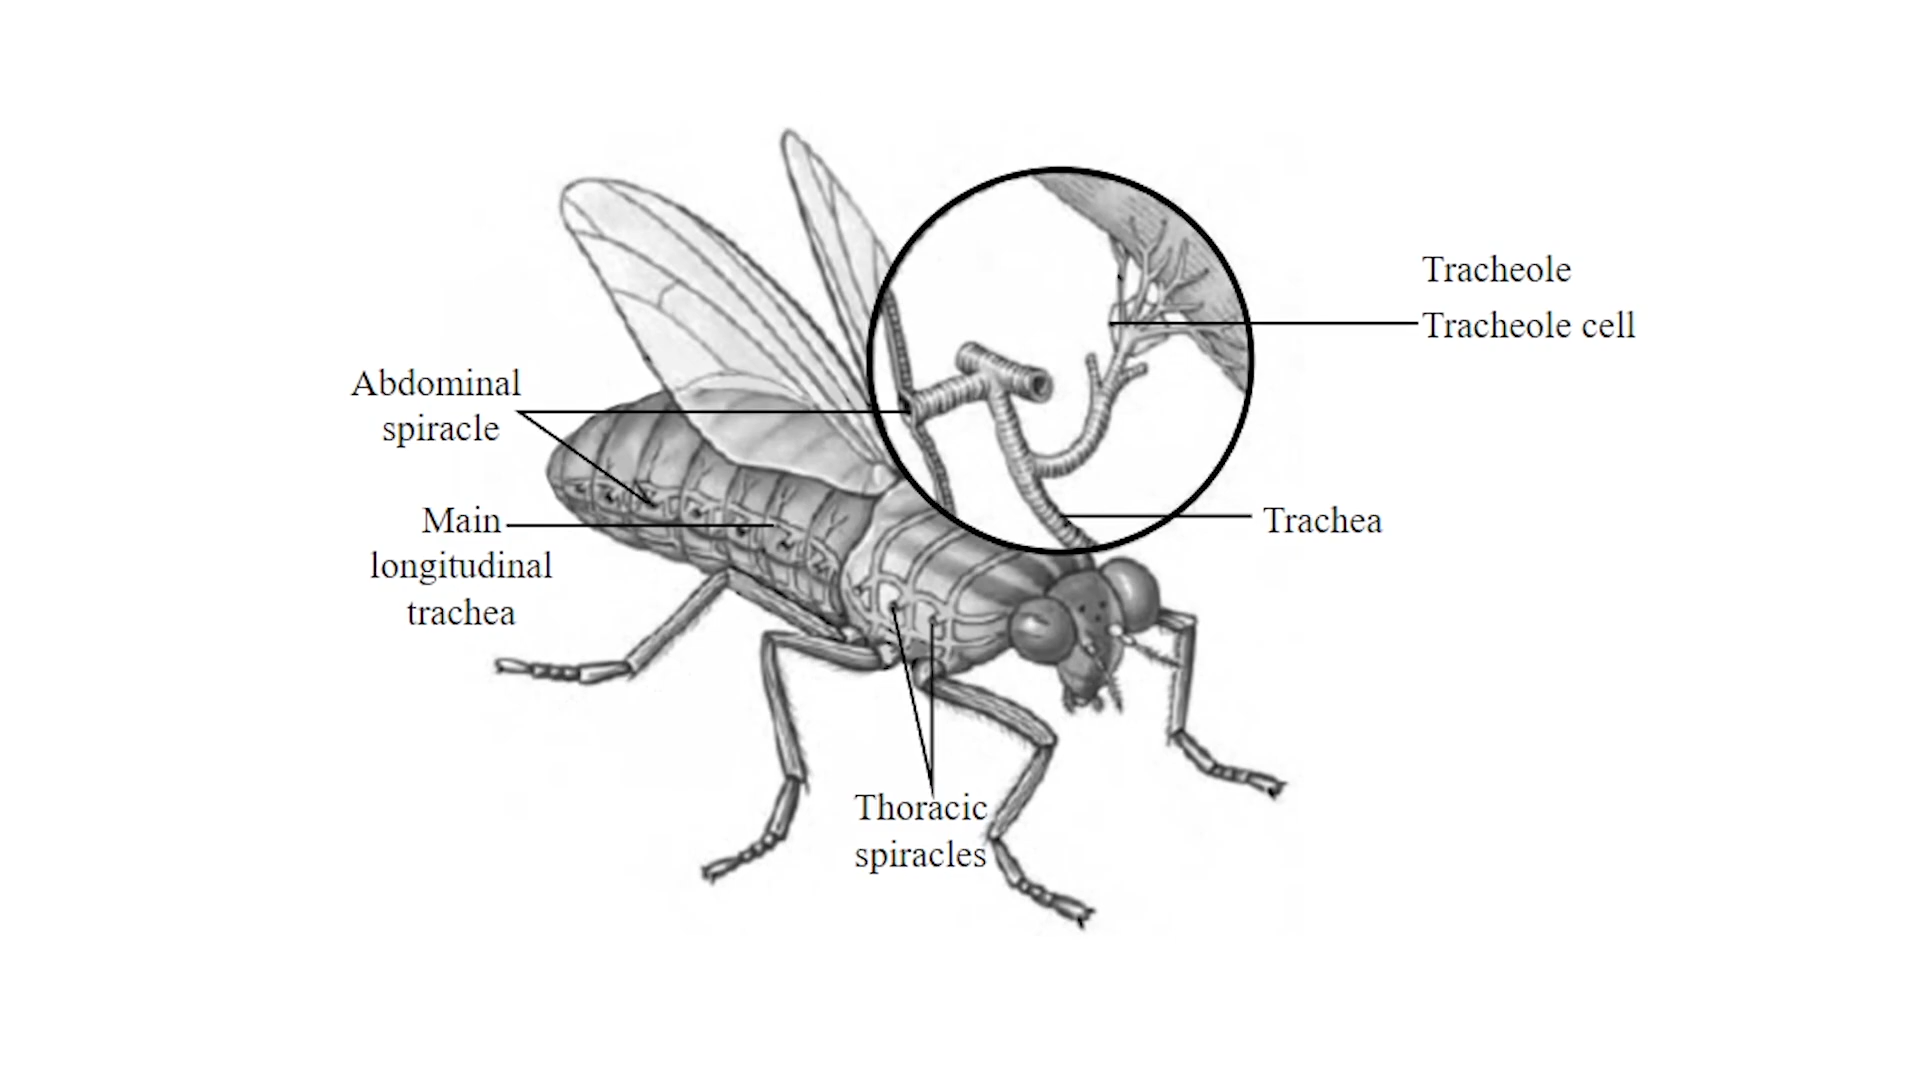 Tracheole
Tracheole cell
Abdominal
spiracle
Main
longitudinal
trachea
Trachea
Thoracic
spiracles